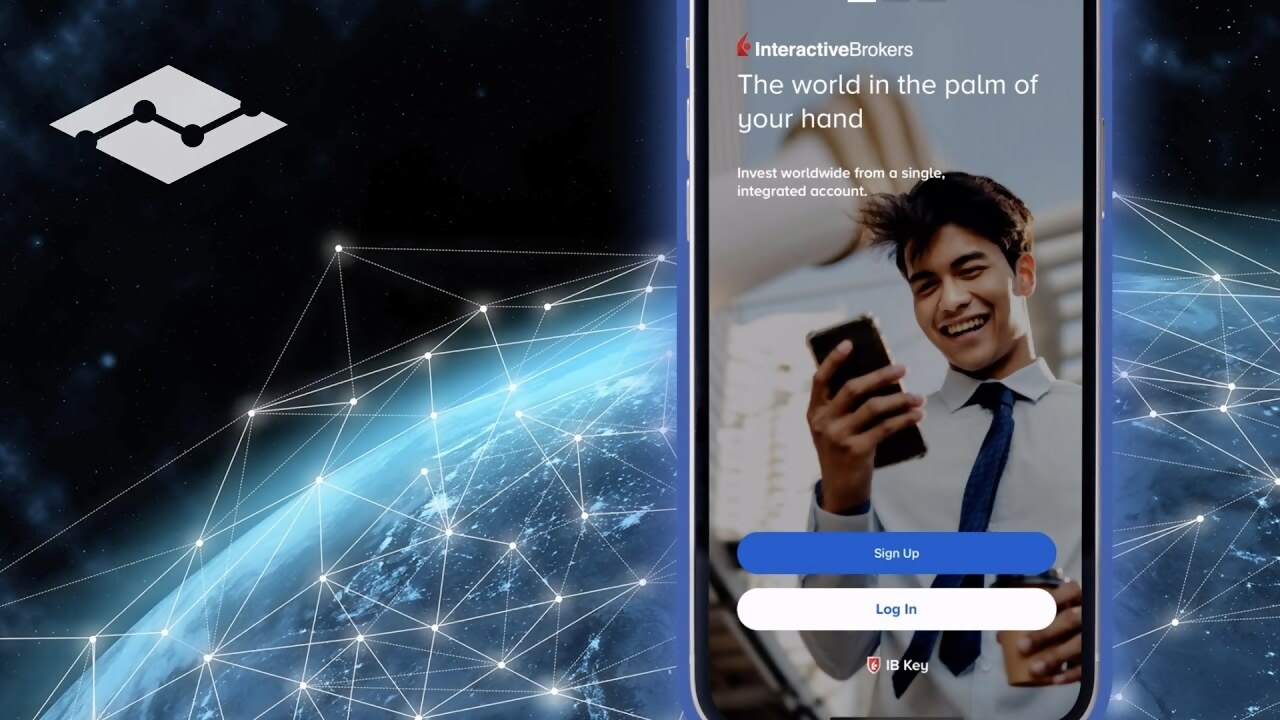 InteractiveBrokers
The world in the palm of
your hand
Invest worldwide from a single,
integrated account.
Sign Up
Log In
IB Key